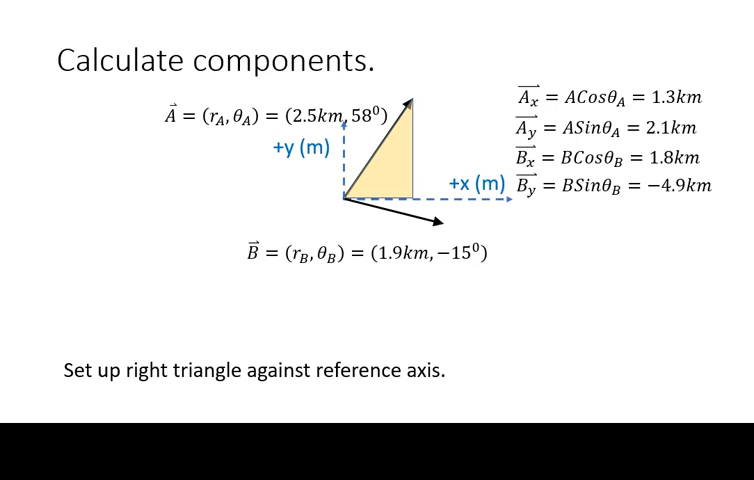 Calculate components.
A⃗ = (r_A, θ_A) = (2.5km, 58⁰)
+y (m)
+x (m)
A_x⃗ = ACosθ_A = 1.3km
A_y⃗ = ASinθ_A = 2.1km
B_x⃗ = BCosθ_B = 1.8km
B_y⃗ = BSinθ_B = −4.9km
B⃗ = (r_B, θ_B) = (1.9km, −15⁰)
Set up right triangle against reference axis.